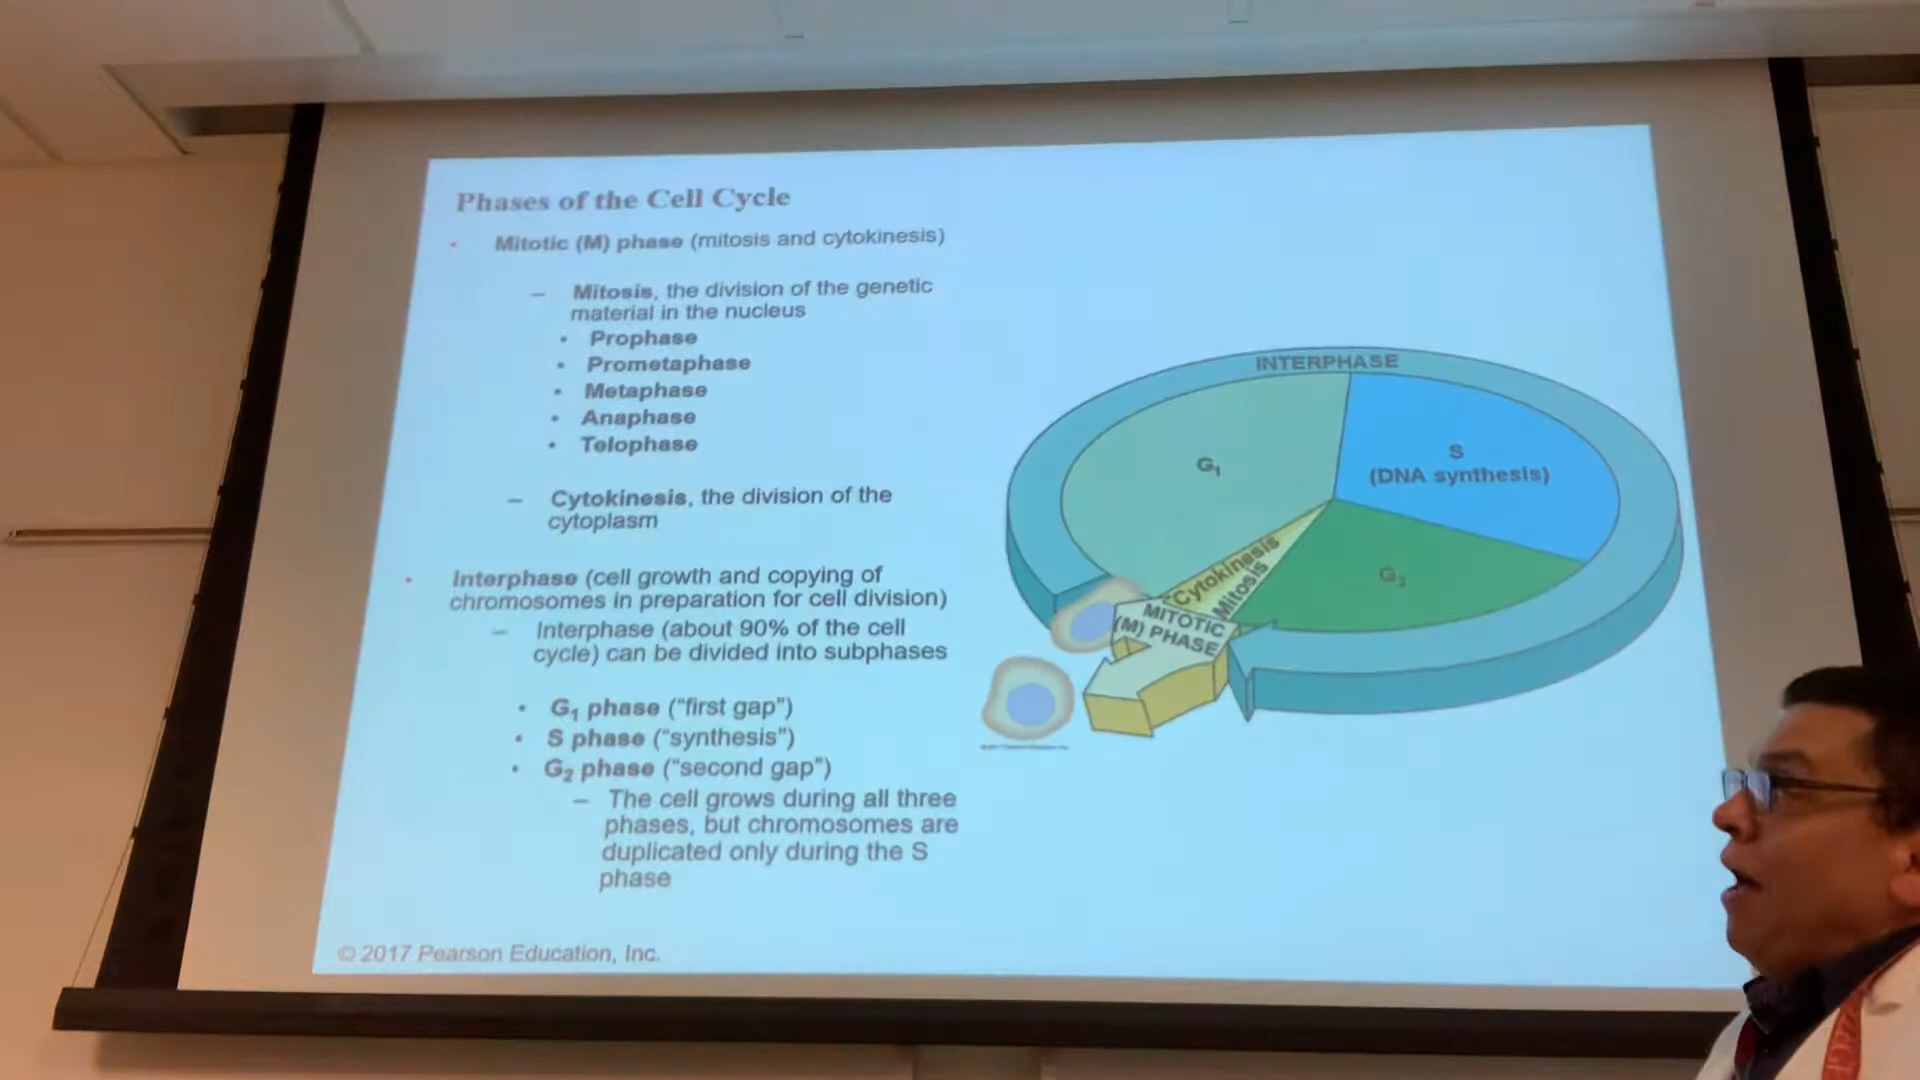 Phases of the Cell Cycle
• Mitotic (M) phase (mitosis and cytokinesis)
– Mitosis, the division of the genetic
material in the nucleus
• Prophase
• Prometaphase
• Metaphase
• Anaphase
• Telophase
– Cytokinesis, the division of the
cytoplasm
• Interphase (cell growth and copying of
chromosomes in preparation for cell division)
– Interphase (about 90% of the cell
cycle) can be divided into subphases
• G₁ phase (“first gap”)
• S phase (“synthesis”)
• G₂ phase (“second gap”)
– The cell grows during all three
phases, but chromosomes are
duplicated only during the S
phase
© 2017 Pearson Education, Inc.
INTERPHASE
G₁
S
(DNA synthesis)
G₂
Cytokinesis
Mitosis
MITOTIC
(M) PHASE